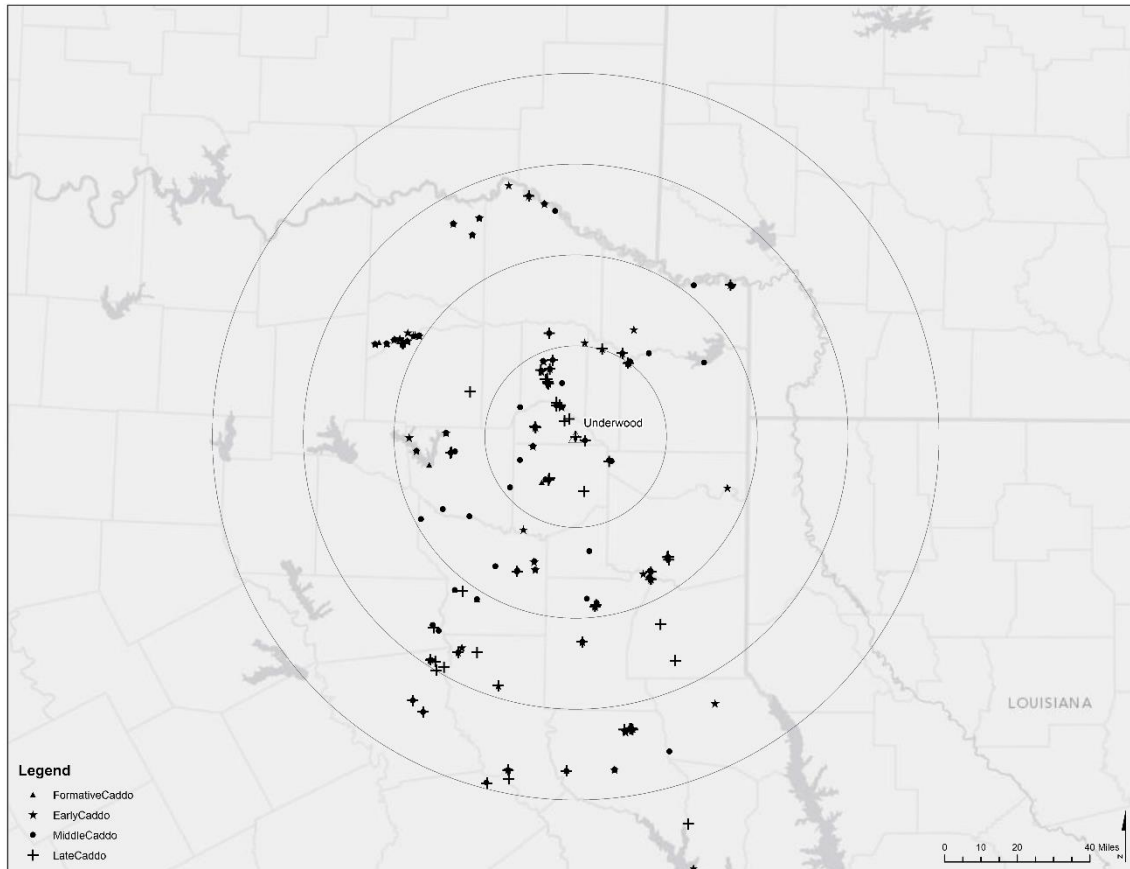 Underwood
LOUISIANA
Legend
FormativeCaddo
EarlyCaddo
MiddleCaddo
LateCaddo
0 10 20 40 Miles
N